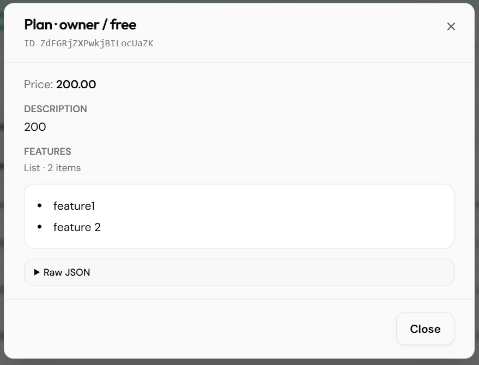 Plan · owner / free
ID ZdFGRjZXPwkjBILocUaZK
Price: 200.00
DESCRIPTION
200
FEATURES
List · 2 items
• feature1
• feature 2
▶ Raw JSON
Close